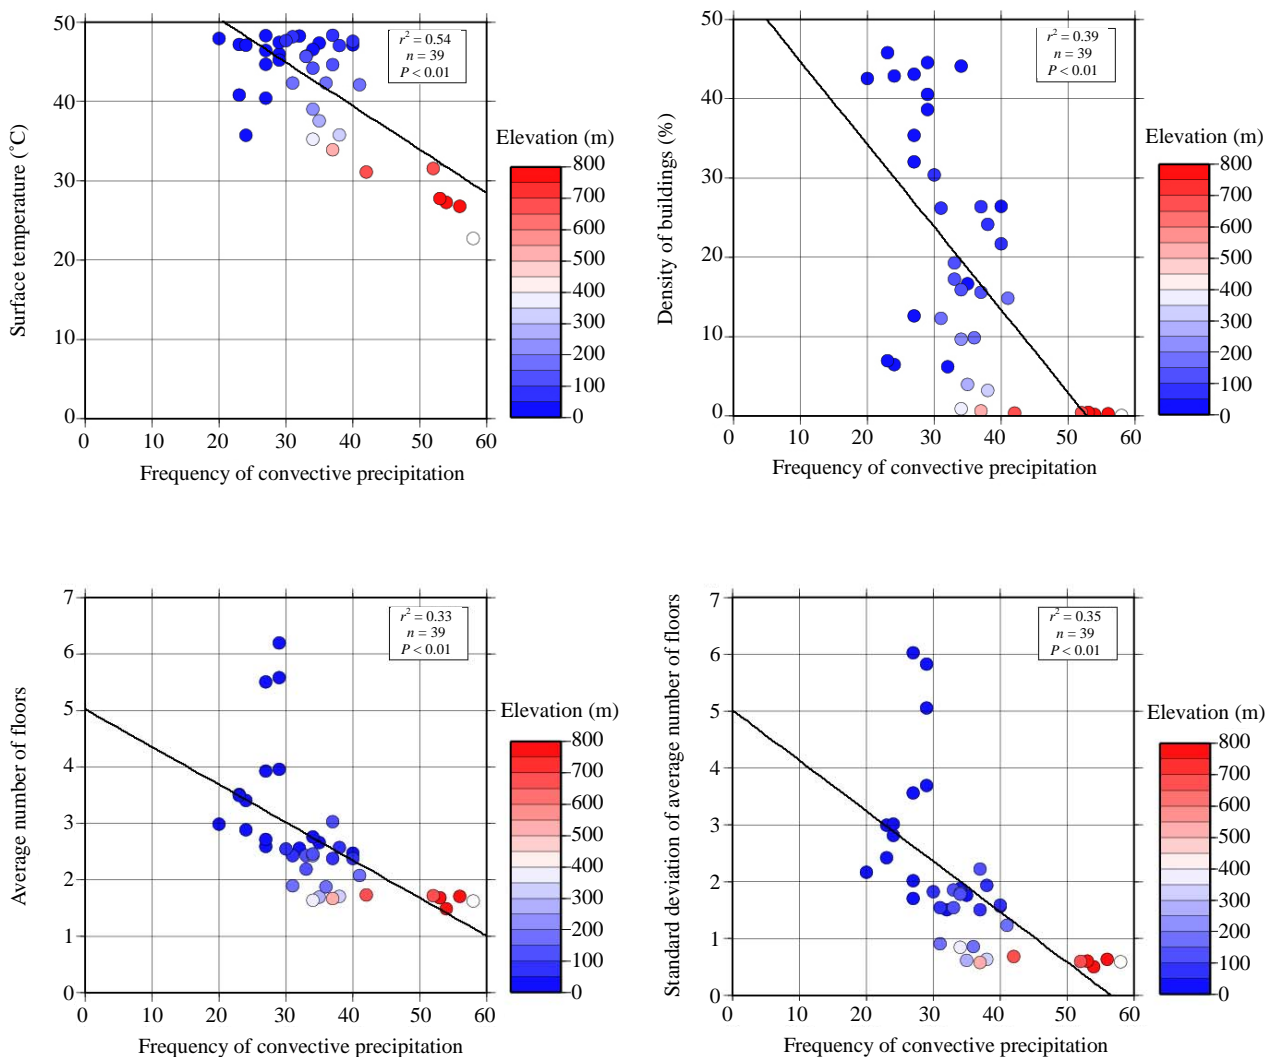 50
40
30
20
10
0
0 10 20 30 40 50 60
Surface temperature (˚C)
Frequency of convective precipitation
r² = 0.54
n = 39
P < 0.01
Elevation (m)
800
700
600
500
400
300
200
100
0
50
40
30
20
10
0
0 10 20 30 40 50 60
Density of buildings (%)
Frequency of convective precipitation
r² = 0.39
n = 39
P < 0.01
Elevation (m)
800
700
600
500
400
300
200
100
0
7
6
5
4
3
2
1
0
0 10 20 30 40 50 60
Average number of floors
Frequency of convective precipitation
r² = 0.33
n = 39
P < 0.01
Elevation (m)
800
700
600
500
400
300
200
100
0
7
6
5
4
3
2
1
0
0 10 20 30 40 50 60
Standard deviation of average number of floors
Frequency of convective precipitation
r² = 0.35
n = 39
P < 0.01
Elevation (m)
800
700
600
500
400
300
200
100
0